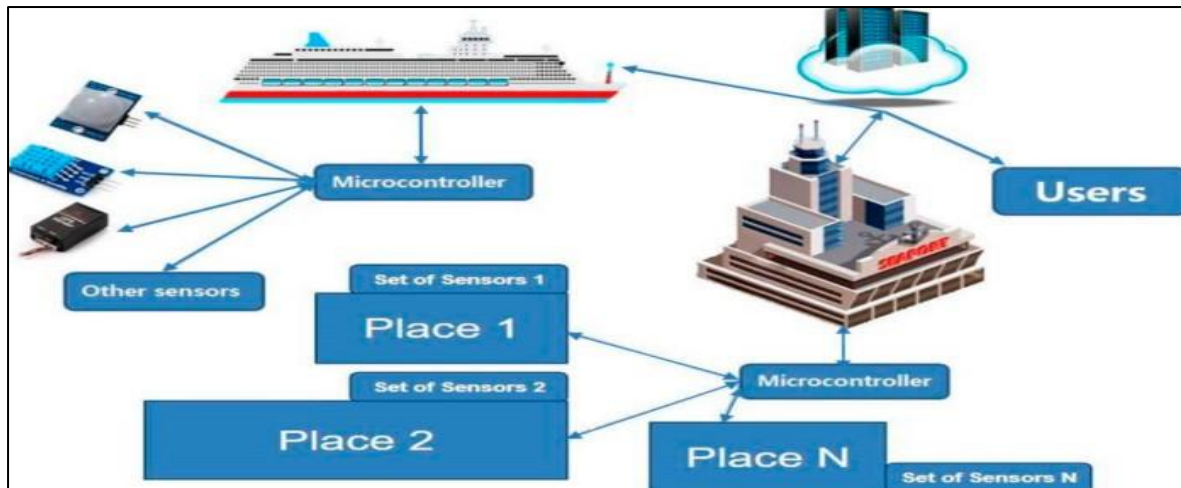 Microcontroller
Users
SEAPORT
Other sensors
Set of Sensors 1
Place 1
Set of Sensors 2
Microcontroller
Place 2
Place N
Set of Sensors N